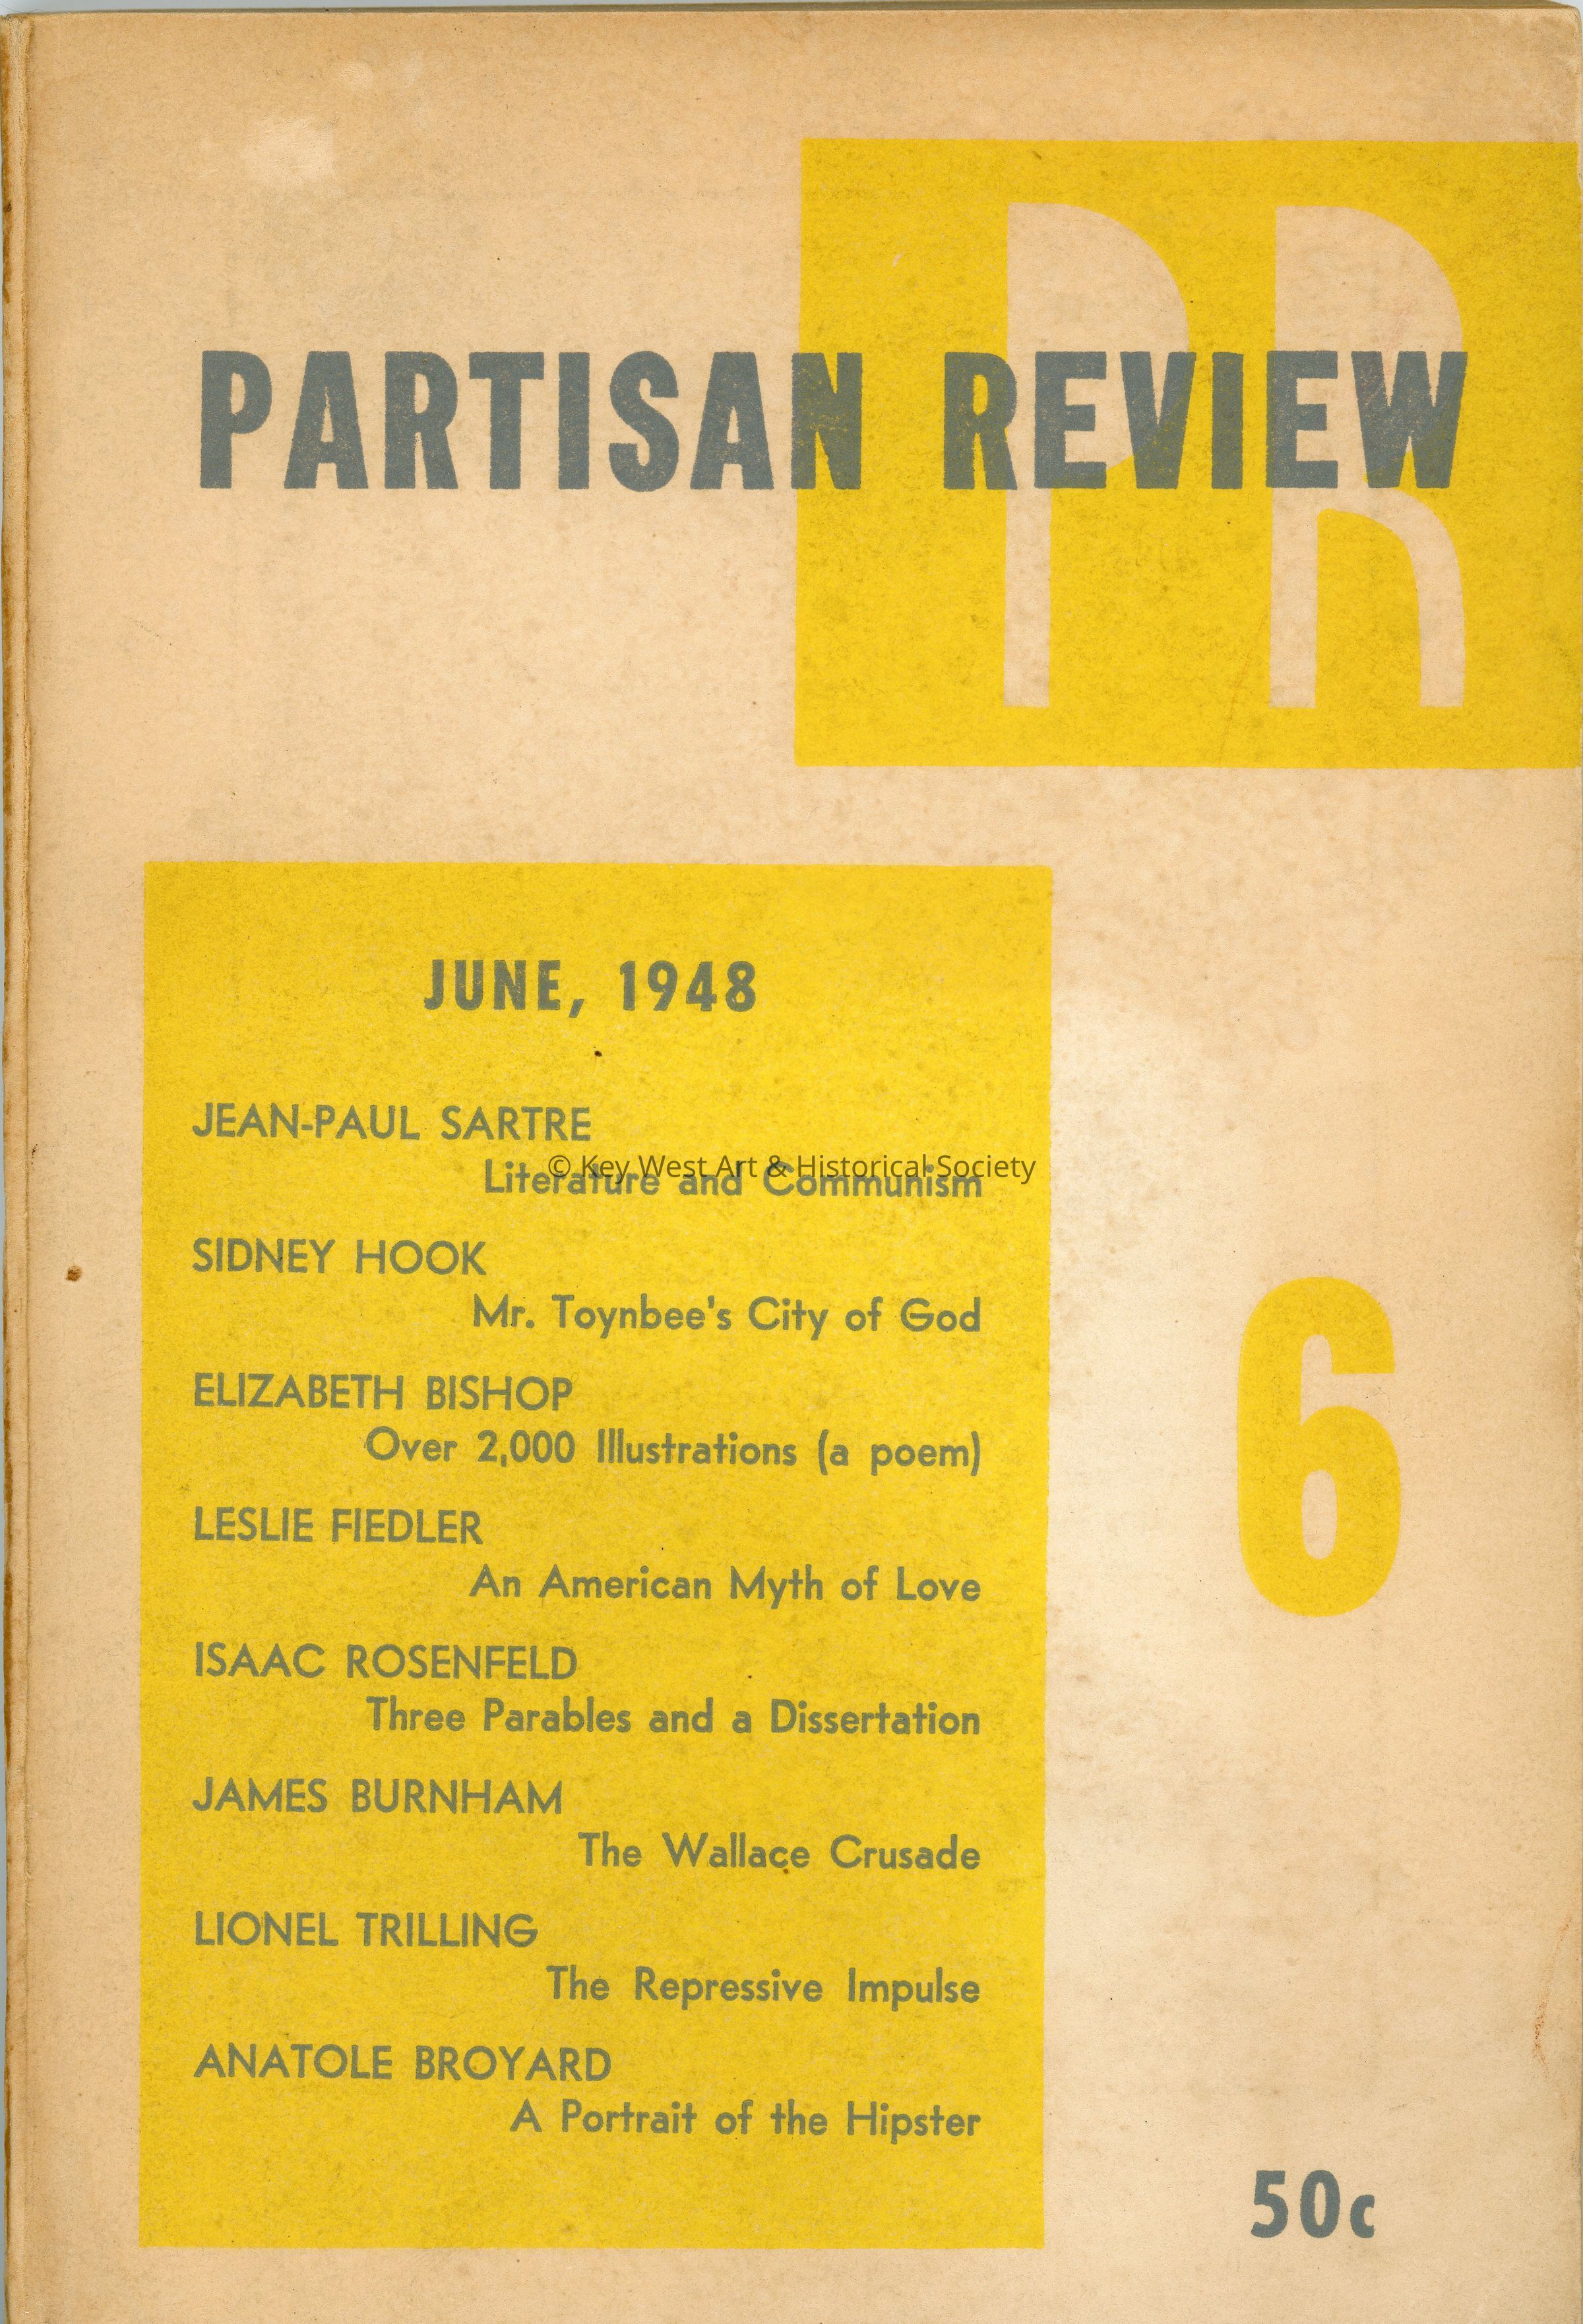 PR
PARTISAN REVIEW
JUNE, 1948
JEAN-PAUL SARTRE
Literature and Communism
© Key West Art & Historical Society
SIDNEY HOOK
Mr. Toynbee's City of God
ELIZABETH BISHOP
Over 2,000 Illustrations (a poem)
LESLIE FIEDLER
An American Myth of Love
ISAAC ROSENFELD
Three Parables and a Dissertation
JAMES BURNHAM
The Wallace Crusade
LIONEL TRILLING
The Repressive Impulse
ANATOLE BROYARD
A Portrait of the Hipster
6
50c